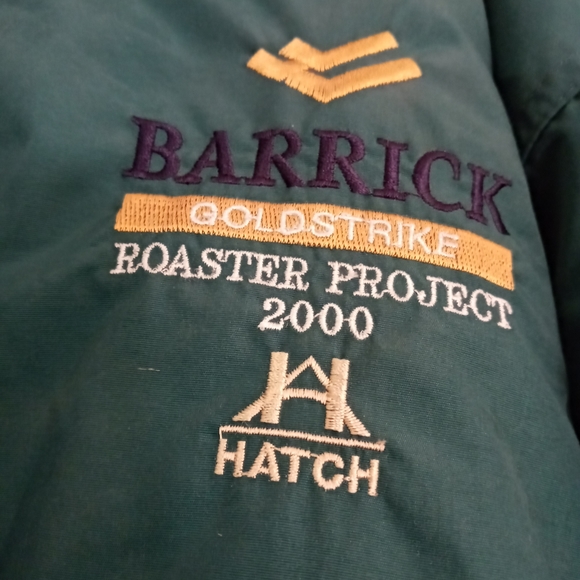 BARRICK
GOLDSTRIKE
ROASTER PROJECT
2000
HATCH